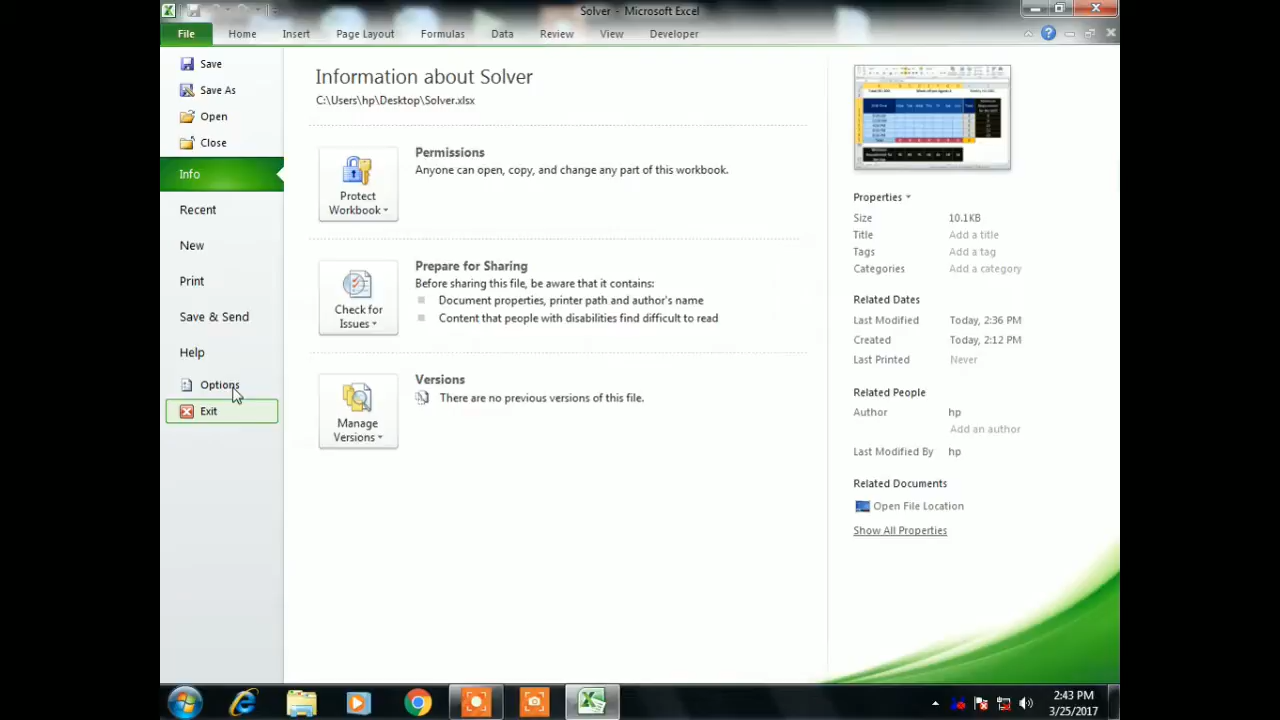 Solver - Microsoft Excel
File Home Insert Page Layout Formulas Data Review View Developer
Save
Save As
Open
Close
Info
Recent
New
Print
Save & Send
Help
Options
Exit
Information about Solver
C:\Users\hp\Desktop\Solver.xlsx
Protect
Workbook
Permissions
Anyone can open, copy, and change any part of this workbook.
Check for
Issues
Prepare for Sharing
Before sharing this file, be aware that it contains:
Document properties, printer path and author's name
Content that people with disabilities find difficult to read
Manage
Versions
Versions
There are no previous versions of this file.
Properties
Size 10.1KB
Title Add a title
Tags Add a tag
Categories Add a category
Related Dates
Last Modified Today, 2:36 PM
Created Today, 2:12 PM
Last Printed Never
Related People
Author hp
Add an author
Last Modified By hp
Related Documents
Open File Location
Show All Properties
2:43 PM
3/25/2017